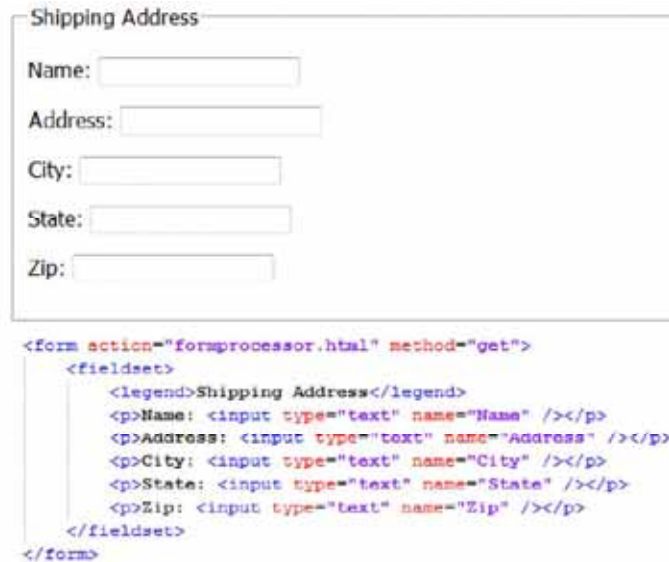 Shipping Address
Name:
Address:
City:
State:
Zip:
<form action="formprocessor.html" method="get">
<fieldset>
<legend>Shipping Address</legend>
<p>Name: <input type="text" name="Name" /></p>
<p>Address: <input type="text" name="Address" /></p>
<p>City: <input type="text" name="City" /></p>
<p>State: <input type="text" name="State" /></p>
<p>Zip: <input type="text" name="Zip" /></p>
</fieldset>
</form>